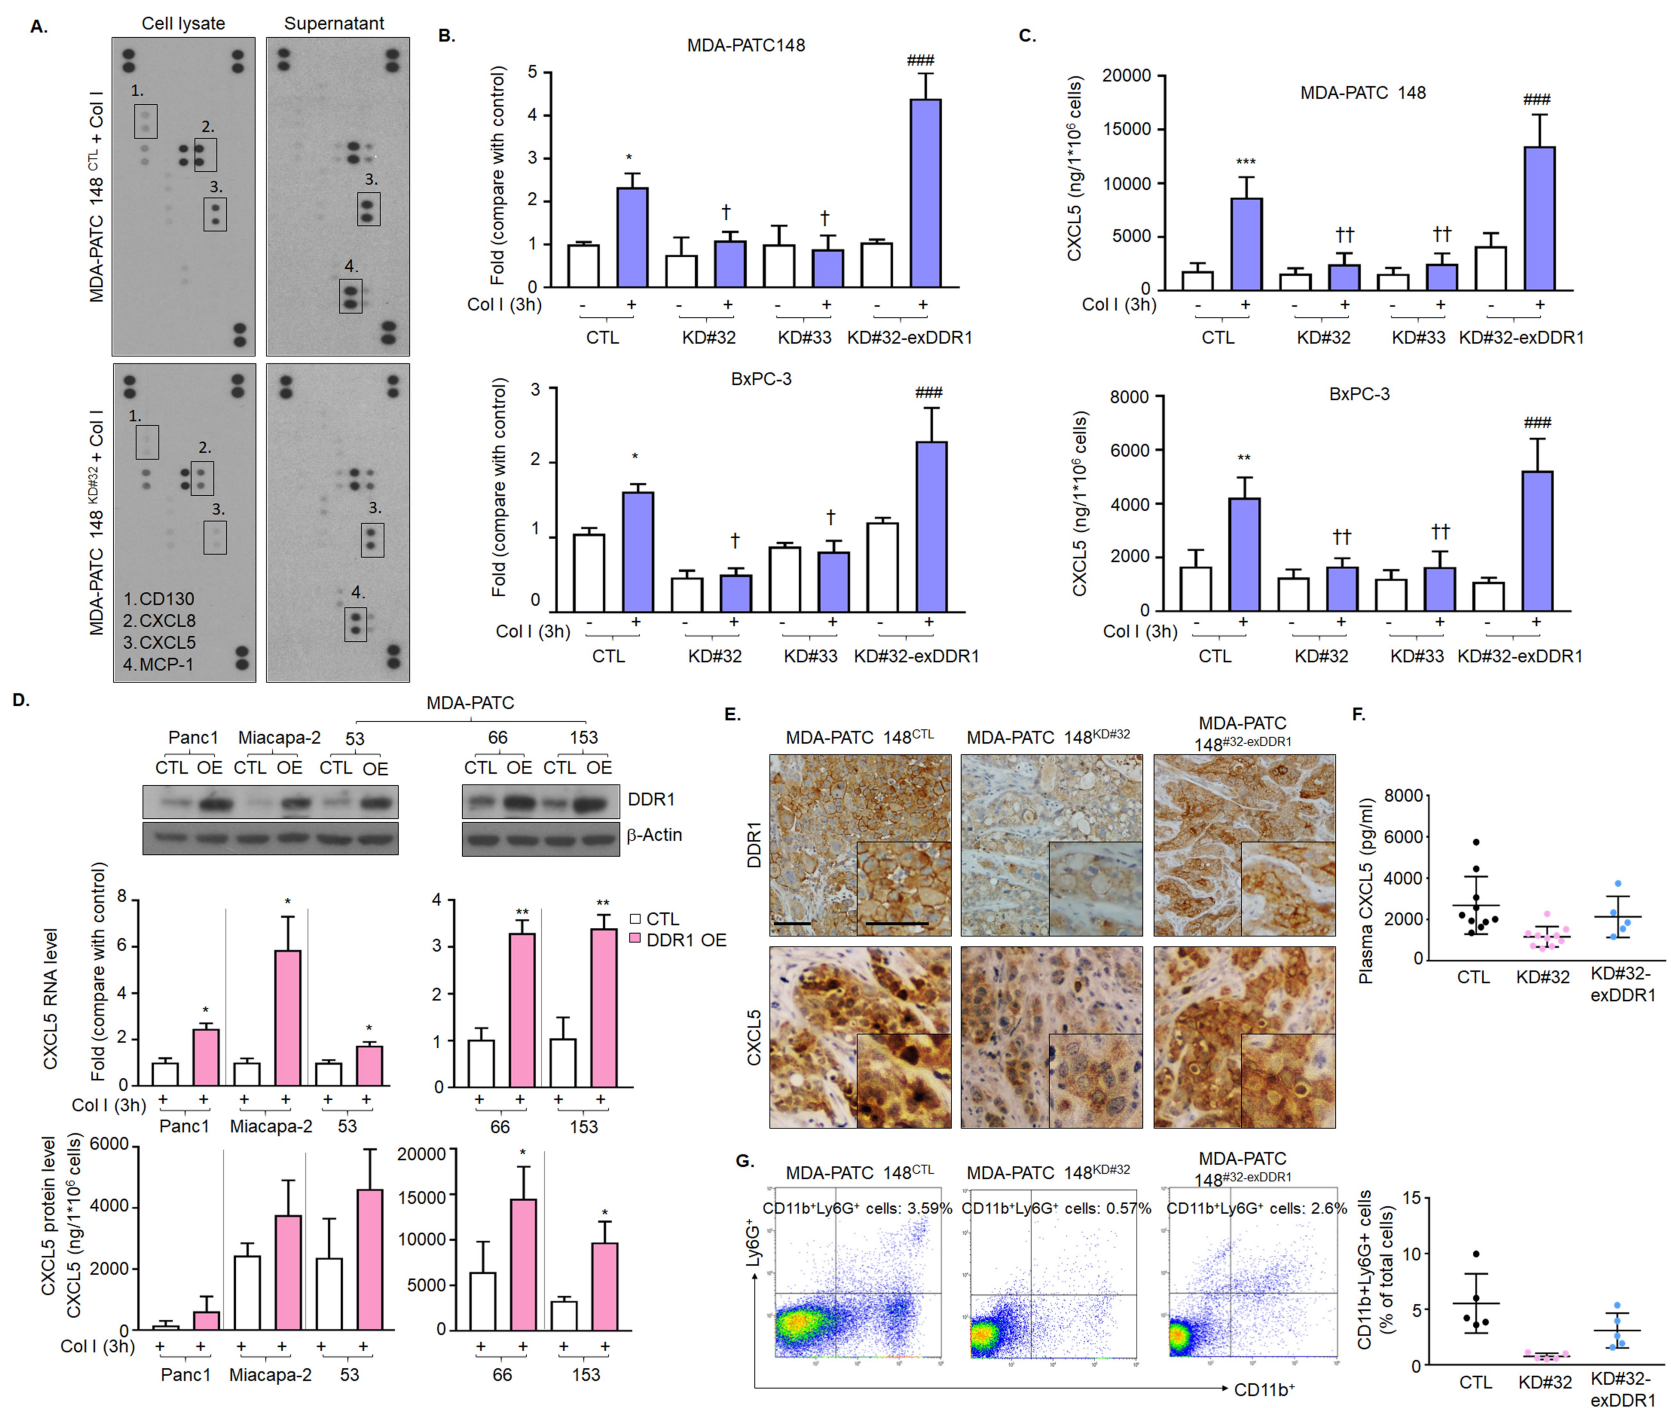 A.
Cell lysate
Supernatant
MDA-PATC 148 CTL + Col I
1.
2.
3.
3.
4.
MDA-PATC 148 KD#32 + Col I
1.
2.
3.
3.
4.
1.CD130
2.CXCL8
3.CXCL5
4.MCP-1
B.
MDA-PATC148
Fold (compare with control)
5
4
3
2
1
0
*
†
†
###
Col I (3h)
- + - + - + - +
CTL KD#32 KD#33 KD#32-exDDR1
BxPC-3
Fold (compare with control)
3
2
1
0
*
†
†
###
Col I (3h)
- + - + - + - +
CTL KD#32 KD#33 KD#32-exDDR1
C.
MDA-PATC 148
CXCL5 (ng/1*10⁶ cells)
20000
15000
10000
5000
0
***
††
††
###
Col I (3h)
- + - + - + - +
CTL KD#32 KD#33 KD#32-exDDR1
BxPC-3
CXCL5 (ng/1*10⁶ cells)
8000
6000
4000
2000
0
**
††
††
###
Col I (3h)
- + - + - + - +
CTL KD#32 KD#33 KD#32-exDDR1
D.
MDA-PATC
Panc1 Miacapa-2 53 66 153
CTL OE CTL OE CTL OE CTL OE CTL OE
DDR1
β-Actin
CXCL5 RNA level
Fold (compare with control)
8
6
4
2
0
*
*
*
Col I (3h)
+ + + + + +
Panc1 Miacapa-2 53
4
3
2
1
0
**
**
+ + + +
66 153
CTL
DDR1 OE
CXCL5 protein level
CXCL5 (ng/1*10⁶ cells)
6000
4000
2000
0
Col I (3h)
+ + + + + +
Panc1 Miacapa-2 53
20000
15000
10000
5000
0
*
*
+ + + +
66 153
E.
MDA-PATC 148CTL
MDA-PATC 148KD#32
MDA-PATC
148#32-exDDR1
DDR1
CXCL5
F.
Plasma CXCL5 (pg/ml)
8000
6000
4000
2000
0
CTL KD#32 KD#32-
exDDR1
G.
MDA-PATC 148CTL
MDA-PATC 148KD#32
MDA-PATC
148#32-exDDR1
CD11b⁺Ly6G⁺ cells: 3.59%
CD11b⁺Ly6G⁺ cells: 0.57%
CD11b⁺Ly6G⁺ cells: 2.6%
Ly6G⁺
CD11b⁺
CD11b+Ly6G+ cells
(% of total cells)
15
10
5
0
CTL KD#32 KD#32-
exDDR1